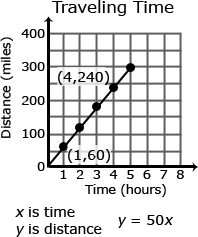 Traveling Time
Distance (miles)
400
300
200
100
0
(4,240)
(1,60)
1 2 3 4 5 6 7 8
Time (hours)
x is time
y is distance
y = 50x